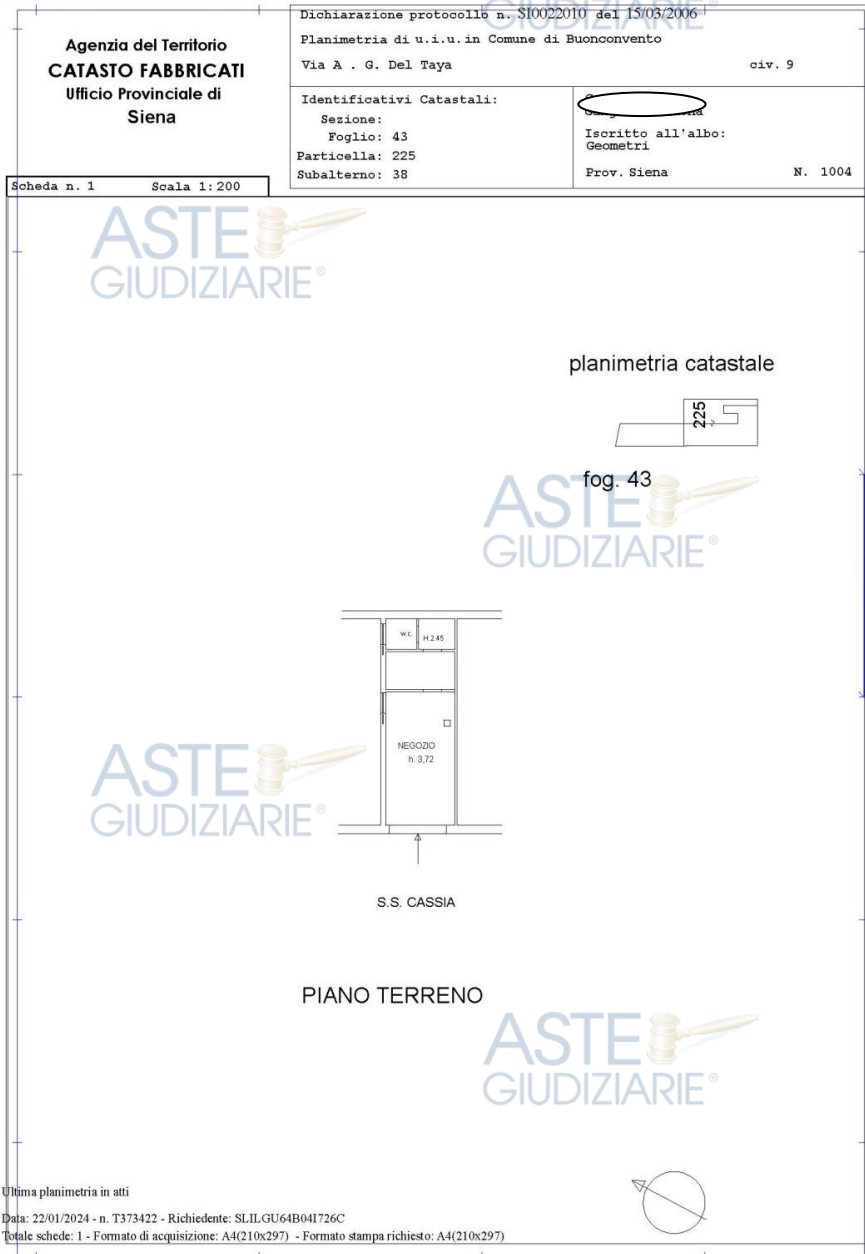 Agenzia del Territorio
CATASTO FABBRICATI
Ufficio Provinciale di
Siena
Dichiarazione protocollo n. SI0022010 del 15/03/2006
Planimetria di u.i.u. in Comune di Buonconvento
Via A . G. Del Taya civ. 9
Identificativi Catastali:
Sezione:
Foglio: 43
Particella: 225
Subalterno: 38
Iscritto all'albo:
Geometri
Prov. Siena N. 1004
Scheda n. 1 Scala 1:200
ASTE
GIUDIZIARIE®
planimetria catastale
225
fog. 43
ASTE
GIUDIZIARIE®
w.c.
H.2.45
NEGOZIO
h. 3,72
ASTE
GIUDIZIARIE®
S.S. CASSIA
PIANO TERRENO
ASTE
GIUDIZIARIE®
Ultima planimetria in atti
Data: 22/01/2024 - n. T373422 - Richiedente: SLILGU64B04I726C
Totale schede: 1 - Formato di acquisizione: A4(210x297) - Formato stampa richiesto: A4(210x297)